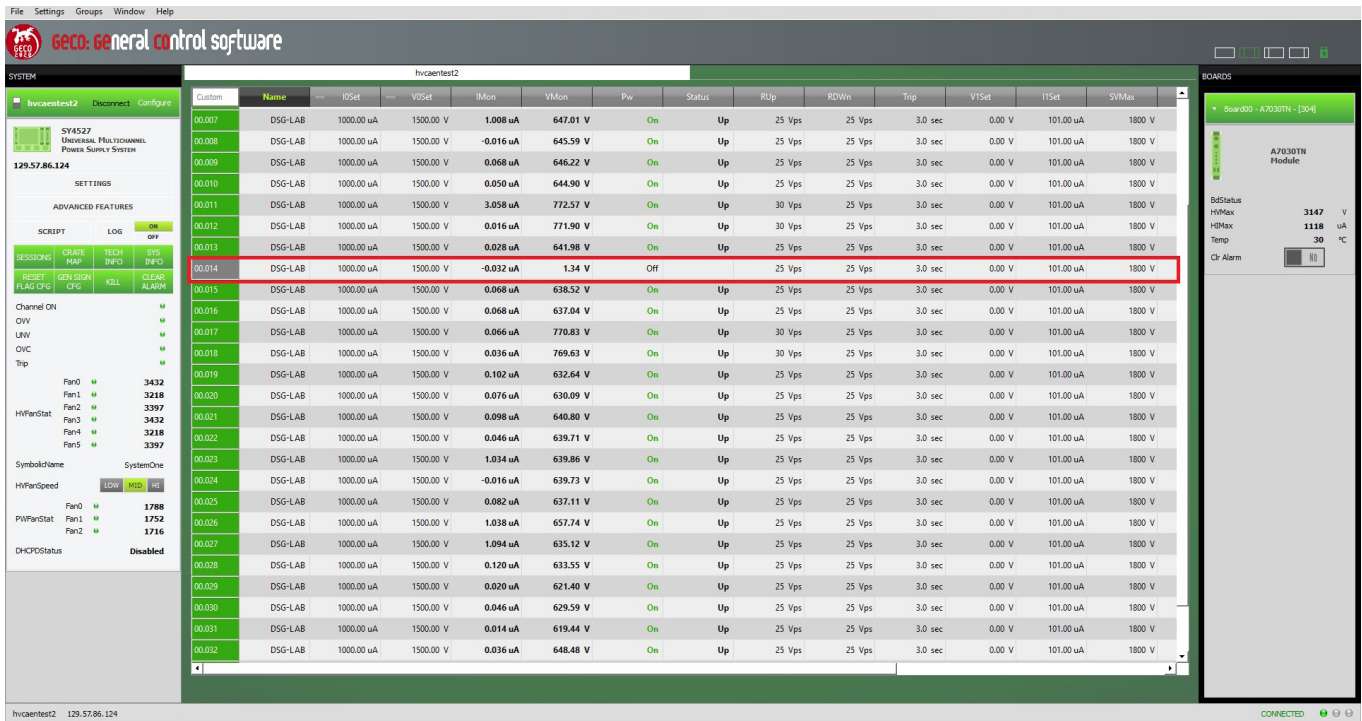 File Settings Groups Window Help
GECO: GEneral COntrol software
SYSTEM
hvcaentest2
BOARDS
hvcaentest2 Disconnect Configure
SY4527
UNIVERSAL MULTICHANNEL
POWER SUPPLY SYSTEM
129.57.86.124
SETTINGS
ADVANCED FEATURES
SCRIPT LOG ON
OFF
SESSIONS CRATE MAP TECH INFO SYS INFO
RESET FLAG CFG GEN SIGN CFG KILL CLEAR ALARM
Channel ON
OVV
UNV
OVC
Trip
HVFanStat
Fan0 3432
Fan1 3218
Fan2 3397
Fan3 3432
Fan4 3218
Fan5 3397
SymbolicName SystemOne
HVFanSpeed LOW MID HI
PWFanStat
Fan0 1788
Fan1 1752
Fan2 1716
DHCPDStatus Disabled
Custom Name I0Set V0Set IMon VMon Pw Status RUp RDWn Trip V1Set I1Set SVMax
00.007 DSG-LAB 1000.00 uA 1500.00 V 1.008 uA 647.01 V On Up 25 Vps 25 Vps 3.0 sec 0.00 V 101.00 uA 1800 V
00.008 DSG-LAB 1000.00 uA 1500.00 V -0.016 uA 645.59 V On Up 25 Vps 25 Vps 3.0 sec 0.00 V 101.00 uA 1800 V
00.009 DSG-LAB 1000.00 uA 1500.00 V 0.068 uA 646.22 V On Up 25 Vps 25 Vps 3.0 sec 0.00 V 101.00 uA 1800 V
00.010 DSG-LAB 1000.00 uA 1500.00 V 0.050 uA 644.90 V On Up 25 Vps 25 Vps 3.0 sec 0.00 V 101.00 uA 1800 V
00.011 DSG-LAB 1000.00 uA 1500.00 V 3.058 uA 772.57 V On Up 30 Vps 25 Vps 3.0 sec 0.00 V 101.00 uA 1800 V
00.012 DSG-LAB 1000.00 uA 1500.00 V 0.016 uA 771.90 V On Up 30 Vps 25 Vps 3.0 sec 0.00 V 101.00 uA 1800 V
00.013 DSG-LAB 1000.00 uA 1500.00 V 0.028 uA 641.98 V On Up 25 Vps 25 Vps 3.0 sec 0.00 V 101.00 uA 1800 V
00.014 DSG-LAB 1000.00 uA 1500.00 V -0.032 uA 1.34 V Off 25 Vps 25 Vps 3.0 sec 0.00 V 101.00 uA 1800 V
00.015 DSG-LAB 1000.00 uA 1500.00 V 0.068 uA 638.52 V On Up 25 Vps 25 Vps 3.0 sec 0.00 V 101.00 uA 1800 V
00.016 DSG-LAB 1000.00 uA 1500.00 V 0.068 uA 637.04 V On Up 25 Vps 25 Vps 3.0 sec 0.00 V 101.00 uA 1800 V
00.017 DSG-LAB 1000.00 uA 1500.00 V 0.066 uA 770.83 V On Up 30 Vps 25 Vps 3.0 sec 0.00 V 101.00 uA 1800 V
00.018 DSG-LAB 1000.00 uA 1500.00 V 0.036 uA 769.63 V On Up 30 Vps 25 Vps 3.0 sec 0.00 V 101.00 uA 1800 V
00.019 DSG-LAB 1000.00 uA 1500.00 V 0.102 uA 632.64 V On Up 25 Vps 25 Vps 3.0 sec 0.00 V 101.00 uA 1800 V
00.020 DSG-LAB 1000.00 uA 1500.00 V 0.076 uA 630.09 V On Up 25 Vps 25 Vps 3.0 sec 0.00 V 101.00 uA 1800 V
00.021 DSG-LAB 1000.00 uA 1500.00 V 0.098 uA 640.80 V On Up 25 Vps 25 Vps 3.0 sec 0.00 V 101.00 uA 1800 V
00.022 DSG-LAB 1000.00 uA 1500.00 V 0.046 uA 639.71 V On Up 25 Vps 25 Vps 3.0 sec 0.00 V 101.00 uA 1800 V
00.023 DSG-LAB 1000.00 uA 1500.00 V 1.034 uA 639.86 V On Up 25 Vps 25 Vps 3.0 sec 0.00 V 101.00 uA 1800 V
00.024 DSG-LAB 1000.00 uA 1500.00 V -0.016 uA 639.73 V On Up 25 Vps 25 Vps 3.0 sec 0.00 V 101.00 uA 1800 V
00.025 DSG-LAB 1000.00 uA 1500.00 V 0.082 uA 637.11 V On Up 25 Vps 25 Vps 3.0 sec 0.00 V 101.00 uA 1800 V
00.026 DSG-LAB 1000.00 uA 1500.00 V 1.038 uA 657.74 V On Up 25 Vps 25 Vps 3.0 sec 0.00 V 101.00 uA 1800 V
00.027 DSG-LAB 1000.00 uA 1500.00 V 1.094 uA 635.12 V On Up 25 Vps 25 Vps 3.0 sec 0.00 V 101.00 uA 1800 V
00.028 DSG-LAB 1000.00 uA 1500.00 V 0.120 uA 633.55 V On Up 25 Vps 25 Vps 3.0 sec 0.00 V 101.00 uA 1800 V
00.029 DSG-LAB 1000.00 uA 1500.00 V 0.020 uA 621.40 V On Up 25 Vps 25 Vps 3.0 sec 0.00 V 101.00 uA 1800 V
00.030 DSG-LAB 1000.00 uA 1500.00 V 0.046 uA 629.59 V On Up 25 Vps 25 Vps 3.0 sec 0.00 V 101.00 uA 1800 V
00.031 DSG-LAB 1000.00 uA 1500.00 V 0.014 uA 619.44 V On Up 25 Vps 25 Vps 3.0 sec 0.00 V 101.00 uA 1800 V
00.032 DSG-LAB 1000.00 uA 1500.00 V 0.036 uA 648.48 V On Up 25 Vps 25 Vps 3.0 sec 0.00 V 101.00 uA 1800 V
Board00 - A7030TN - [304]
A7030TN
Module
BdStatus
HVMax 3147 V
HIMax 1118 uA
Temp 30 °C
Clr Alarm NO
hvcaentest2 129.57.86.124
CONNECTED